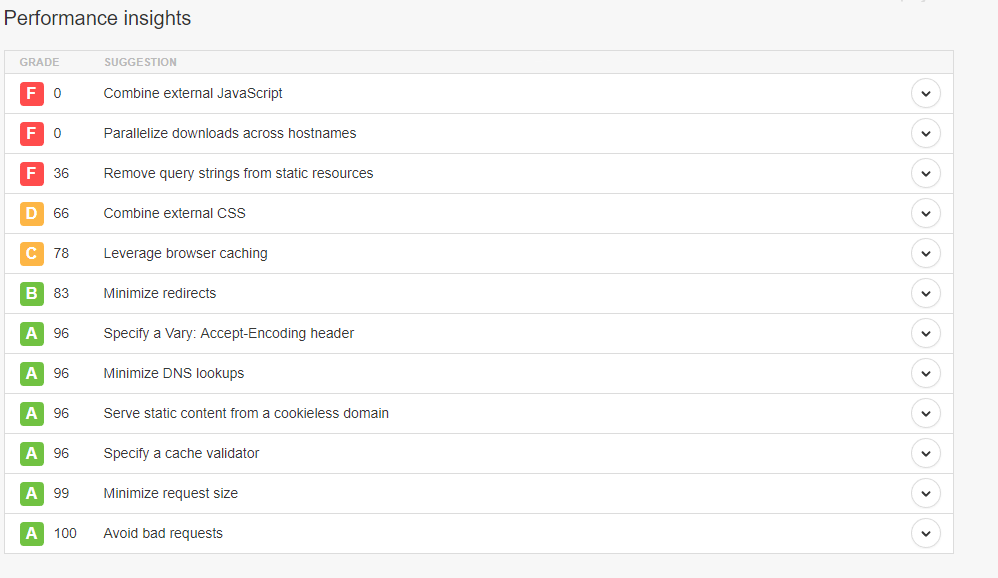 Performance insights
GRADE SUGGESTION
F 0 Combine external JavaScript
F 0 Parallelize downloads across hostnames
F 36 Remove query strings from static resources
D 66 Combine external CSS
C 78 Leverage browser caching
B 83 Minimize redirects
A 96 Specify a Vary: Accept-Encoding header
A 96 Minimize DNS lookups
A 96 Serve static content from a cookieless domain
A 96 Specify a cache validator
A 99 Minimize request size
A 100 Avoid bad requests